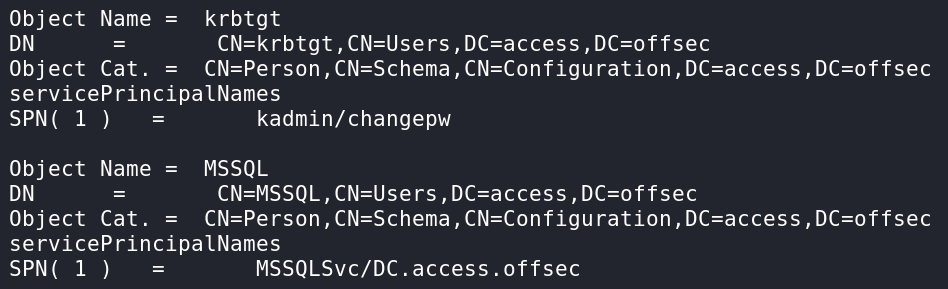 Object Name =  krbtgt
DN      =       CN=krbtgt,CN=Users,DC=access,DC=offsec
Object Cat. =  CN=Person,CN=Schema,CN=Configuration,DC=access,DC=offsec
servicePrincipalNames
SPN( 1 )   =       kadmin/changepw

Object Name =  MSSQL
DN      =       CN=MSSQL,CN=Users,DC=access,DC=offsec
Object Cat. =  CN=Person,CN=Schema,CN=Configuration,DC=access,DC=offsec
servicePrincipalNames
SPN( 1 )   =       MSSQLSvc/DC.access.offsec